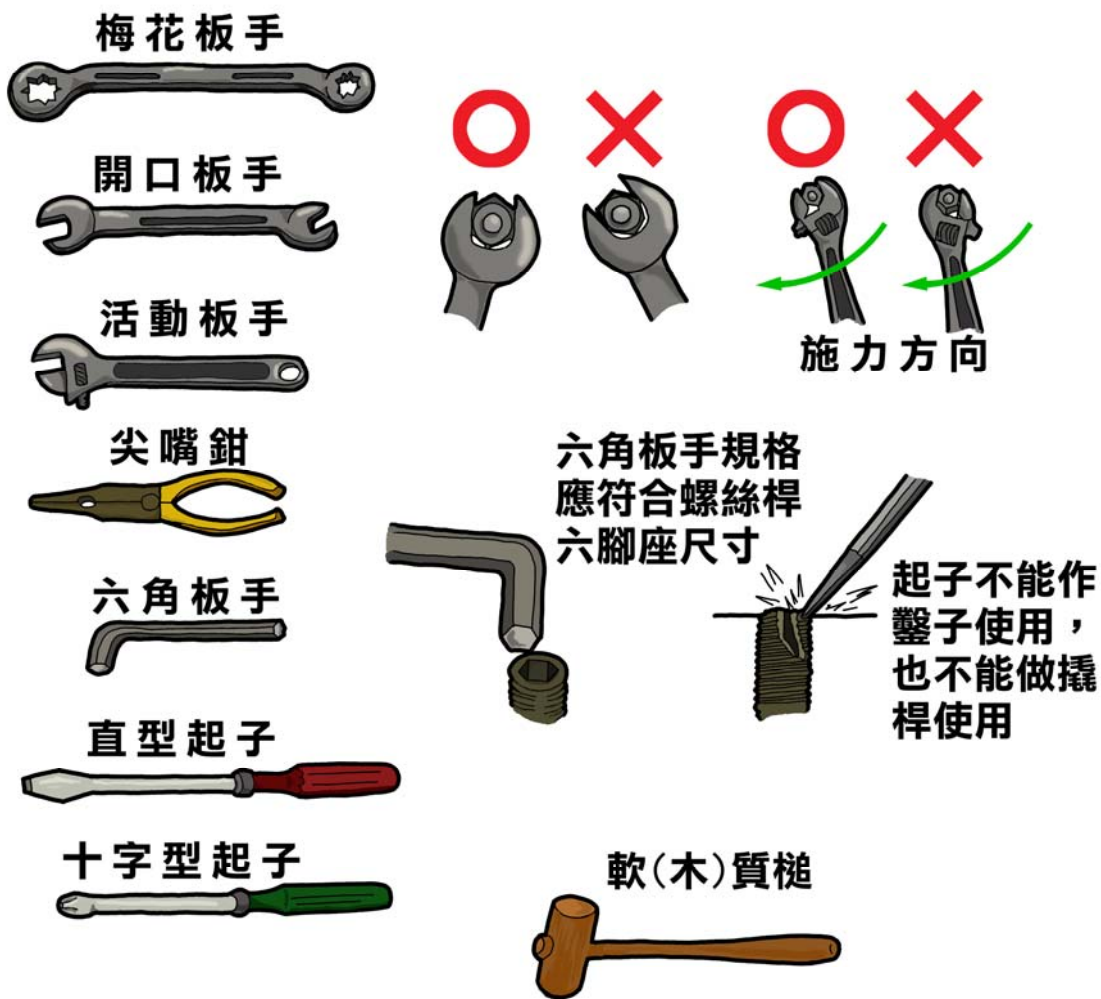 梅花板手
開口板手
活動板手
施力方向
尖嘴鉗
六角板手規格
應符合螺絲桿
六腳座尺寸
起子不能作
鑿子使用，
也不能做撬
桿使用
六角板手
直型起子
十字型起子
軟(木)質槌